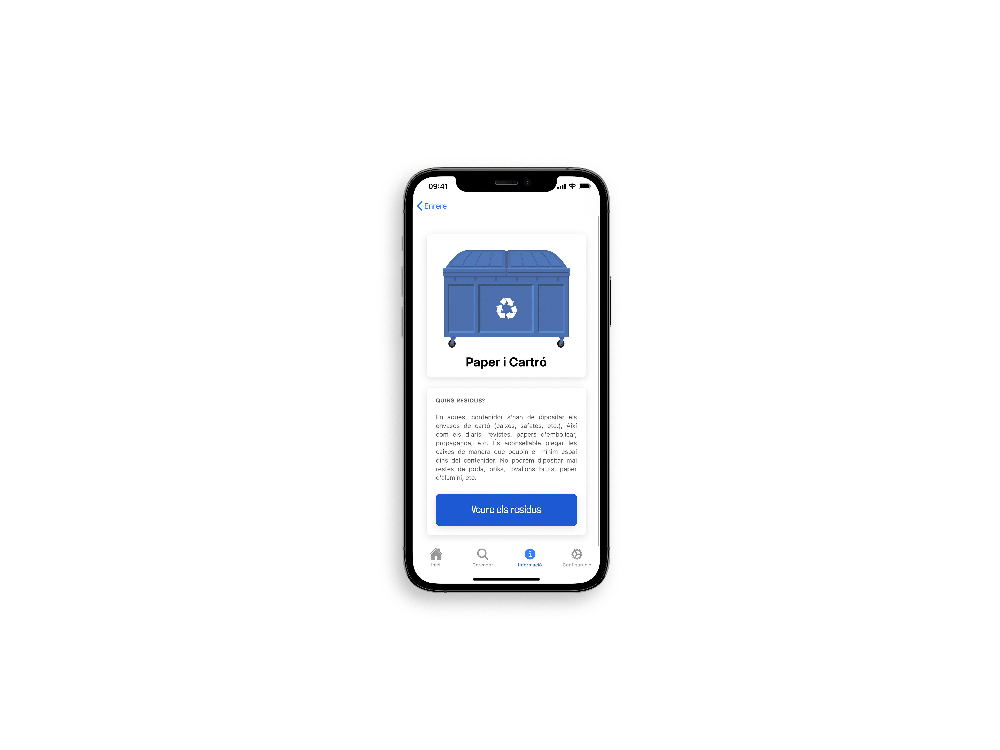 09:41
Enrere
Paper i Cartró
QUINS RESIDUS?
En aquest contenidor s'han de dipositar els
envasos de cartó (caixes, safates, etc.), Així
com els diaris, revistes, papers d'embolicar,
propaganda, etc. És aconsellable plegar les
caixes de manera que ocupin el mínim espai
dins del contenidor. No podrem dipositar mai
restes de poda, briks, tovallons bruts, paper
d’alumini, etc.
Veure els residus
Inici Cercador Informació Configuració